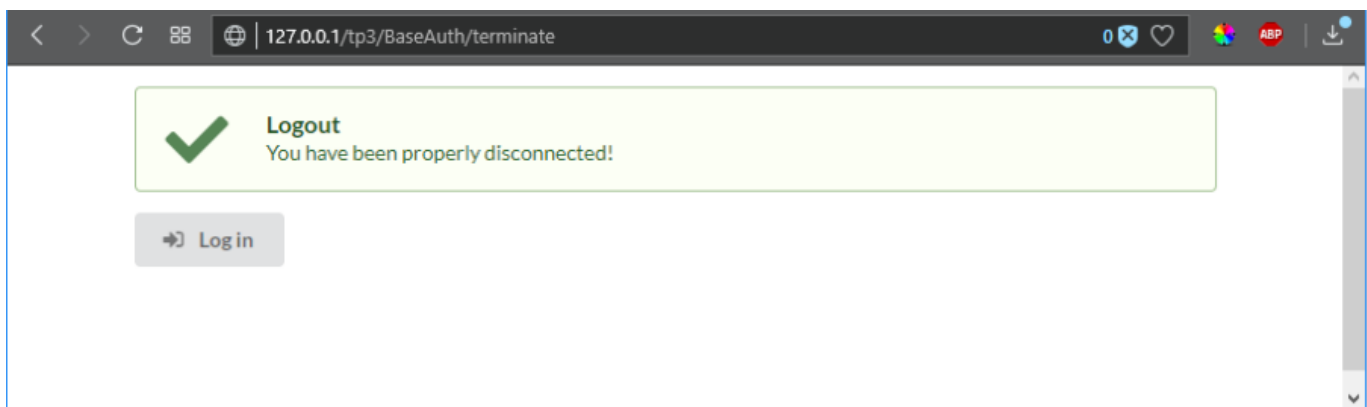 127.0.0.1/tp3/BaseAuth/terminate
0
ABP
Logout
You have been properly disconnected!
Log in